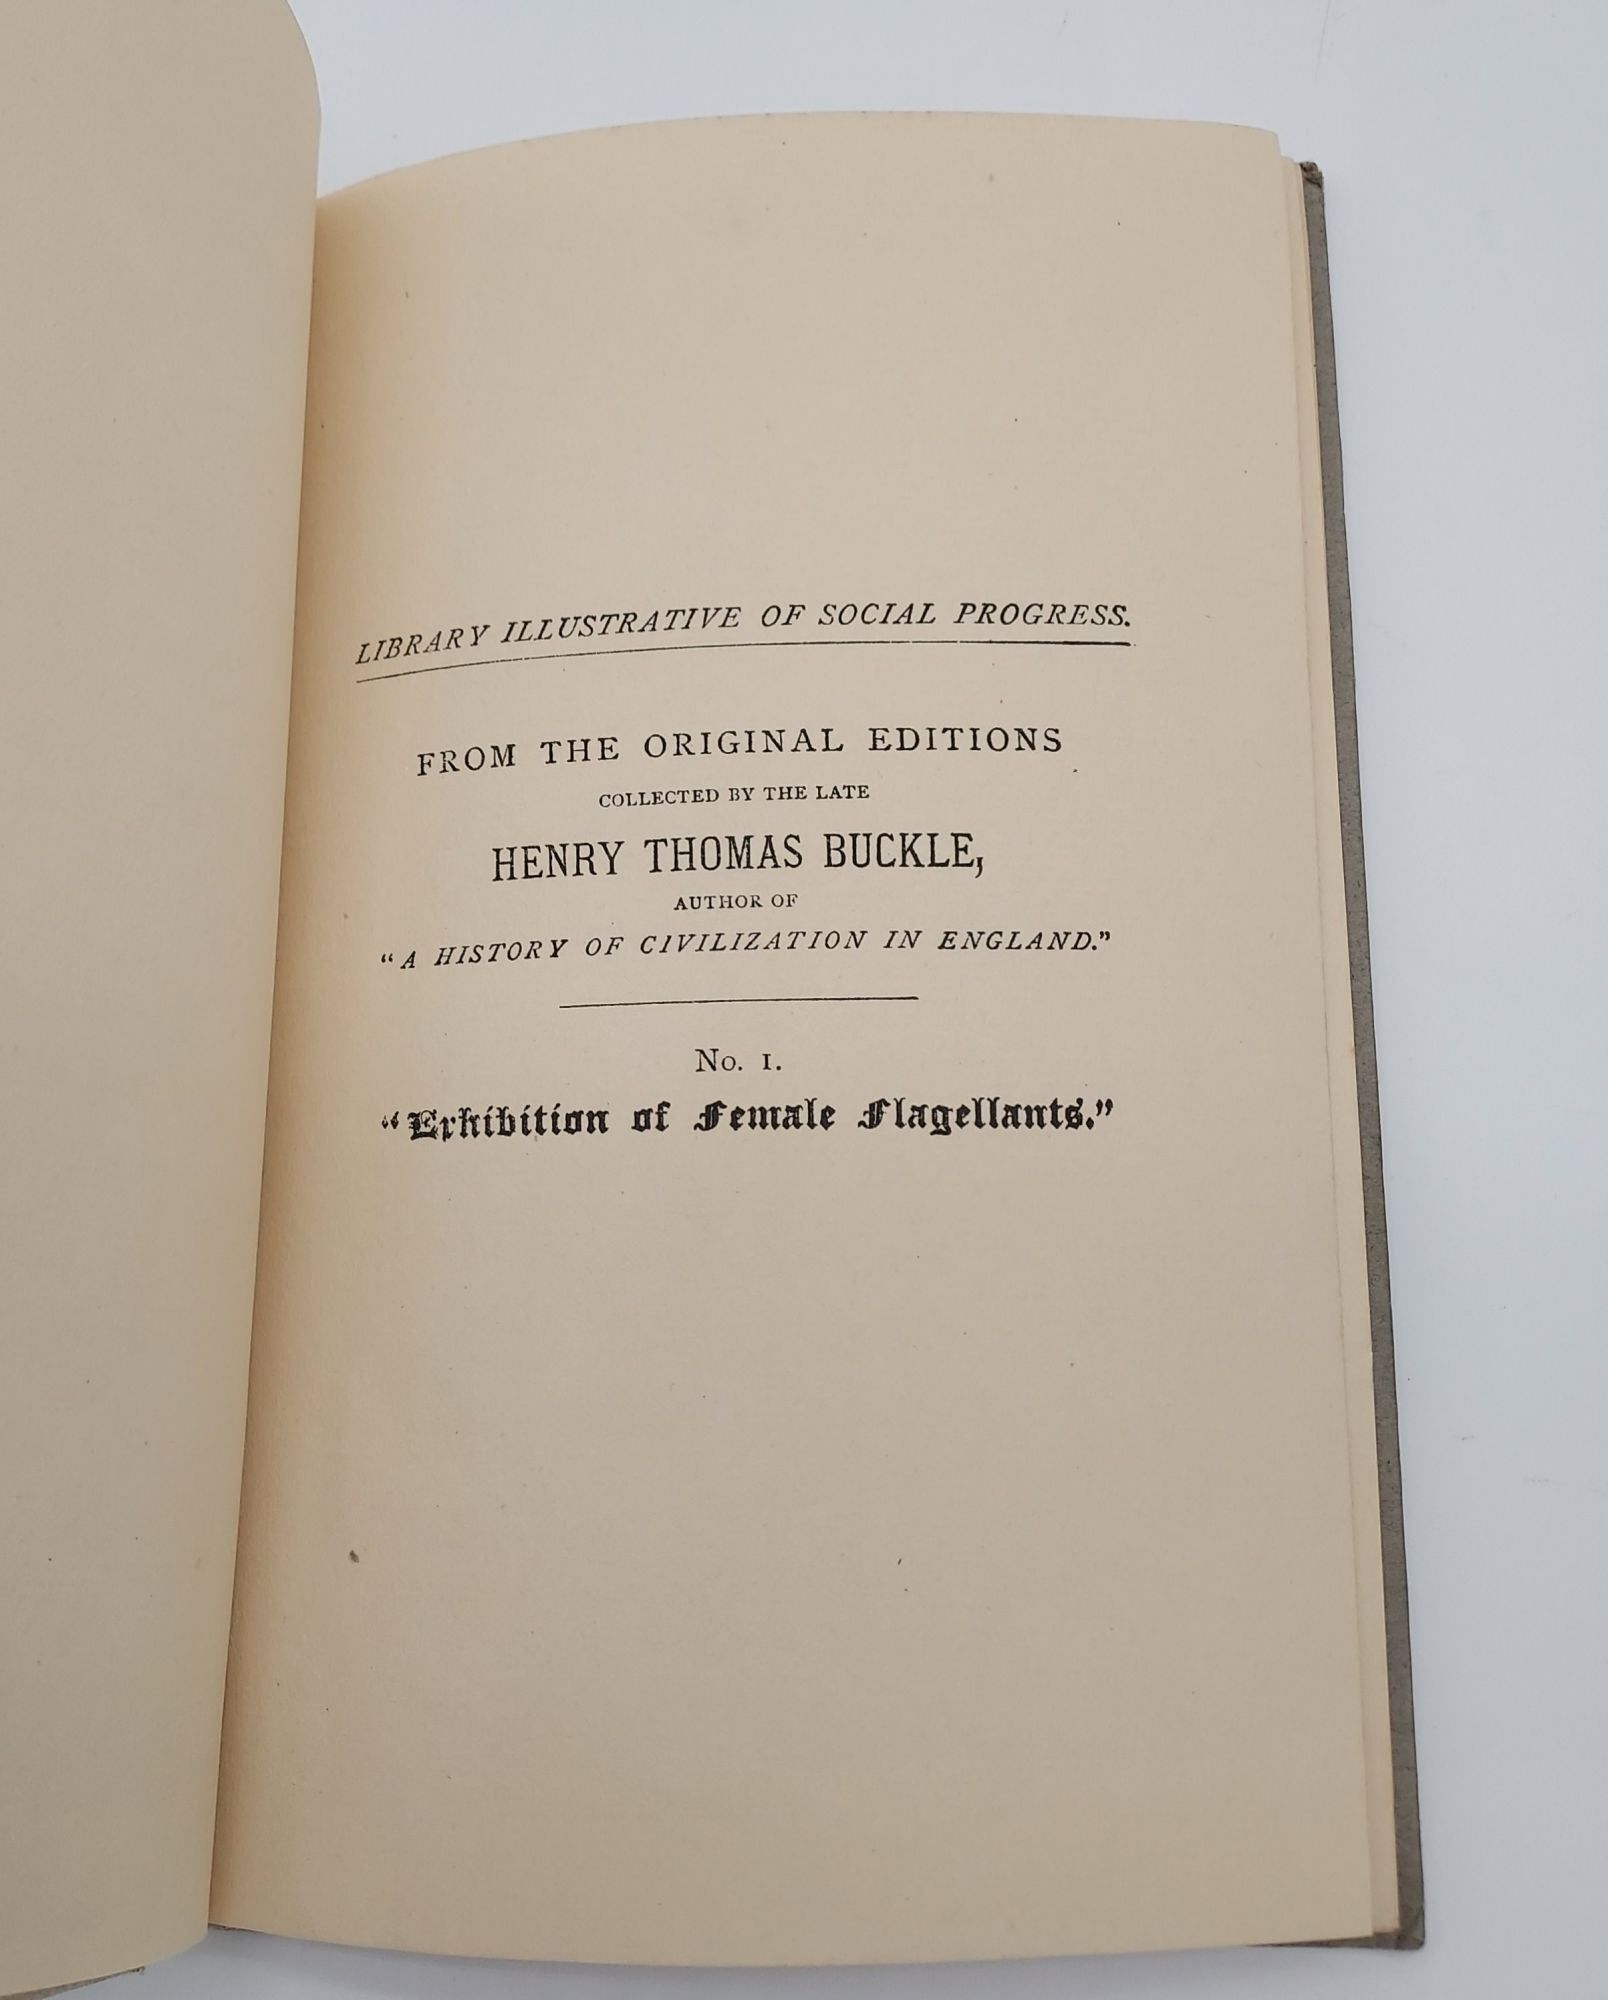 LIBRARY ILLUSTRATIVE OF SOCIAL PROGRESS.
FROM THE ORIGINAL EDITIONS
COLLECTED BY THE LATE
HENRY THOMAS BUCKLE,
AUTHOR OF
"A HISTORY OF CIVILIZATION IN ENGLAND."
No. 1.
"Exhibition of Female Flagellants."